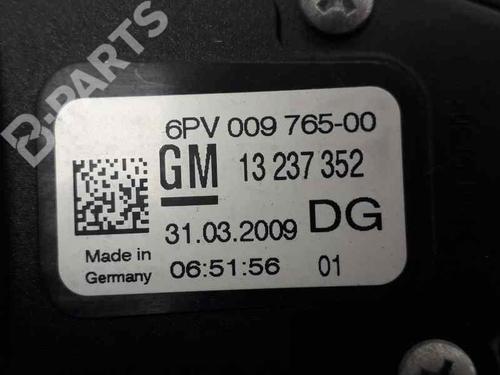 B-PARTS
6PV 009 765-00
GM 13 237 352
31.03.2009 DG
Made in
Germany
06:51:56 01